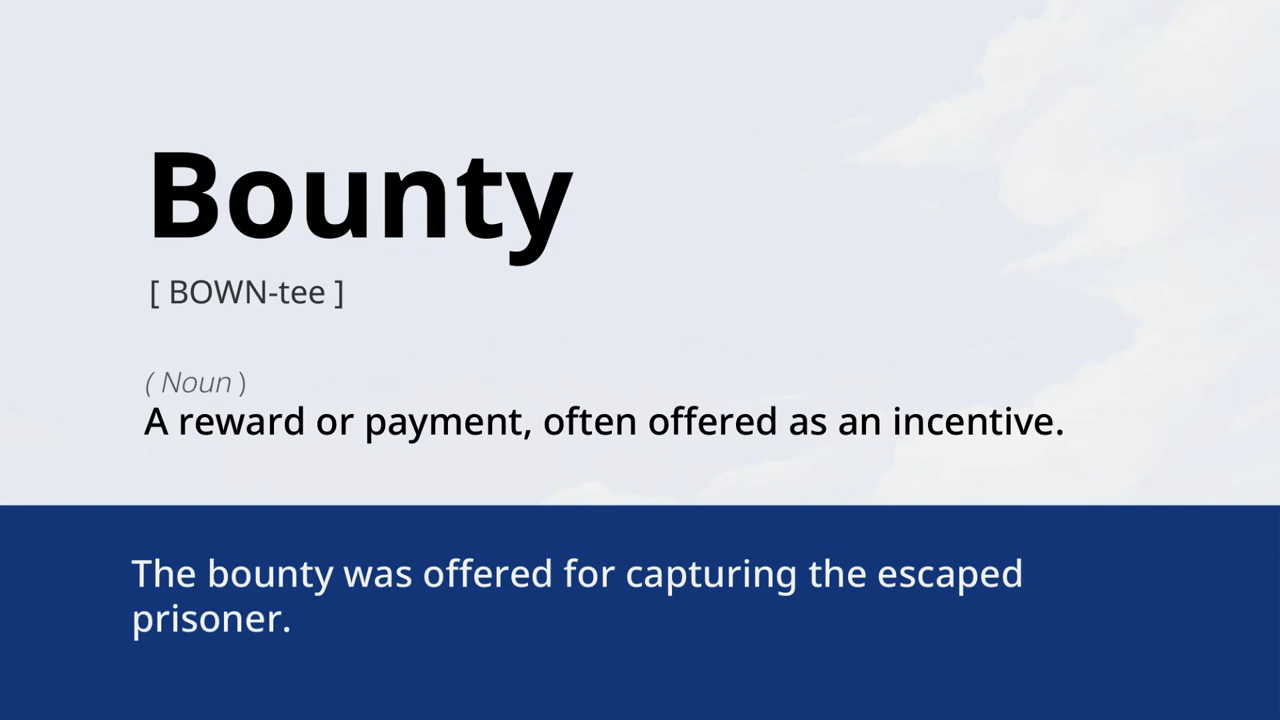 Bounty
[ BOWN-tee ]
( Noun )
A reward or payment, often offered as an incentive.
The bounty was offered for capturing the escaped
prisoner.